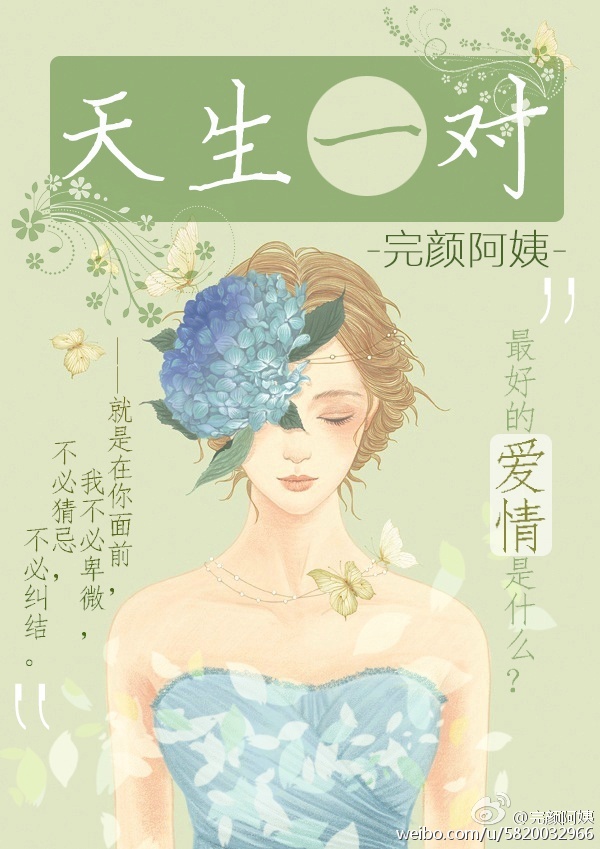 天生一对
-完颜阿姨-
最好的爱情是什么?
——就是在你面前,
我不必卑微,
不必猜忌,
不必纠结。
@完颜阿姨
weibo.com/u/5820032966